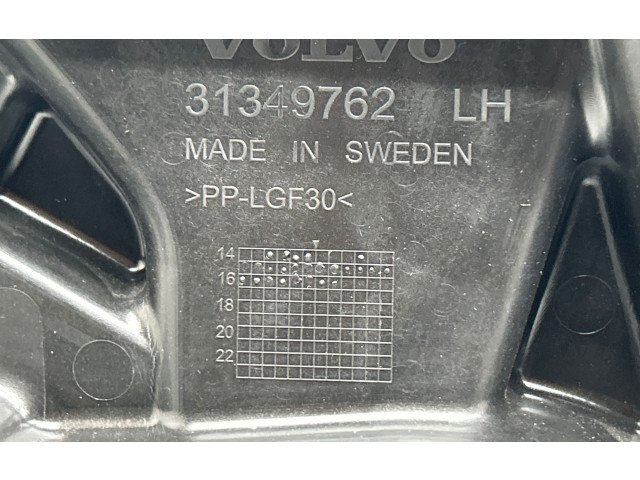 VOLVO
31349762 LH
MADE IN SWEDEN
>PP-LGF30<
14
16
18
20
22